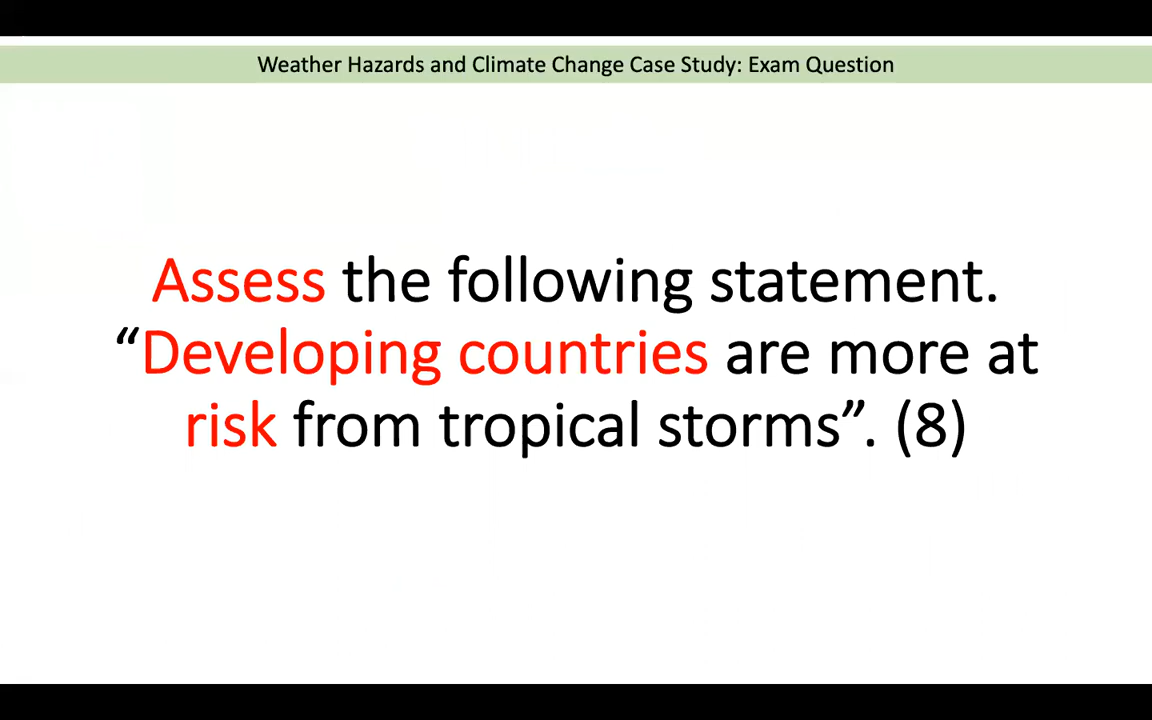 Weather Hazards and Climate Change Case Study: Exam Question
Assess the following statement.
“Developing countries are more at
risk from tropical storms”. (8)